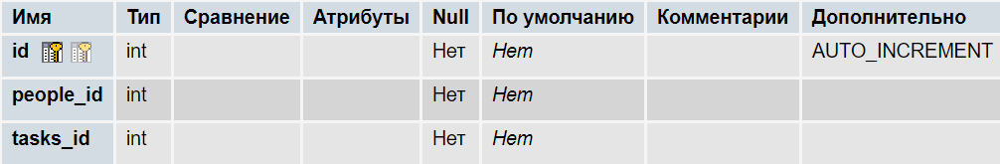 Имя Тип Сравнение Атрибуты Null По умолчанию Комментарии Дополнительно
id int Нет Нет AUTO_INCREMENT
people_id int Нет Нет
tasks_id int Нет Нет